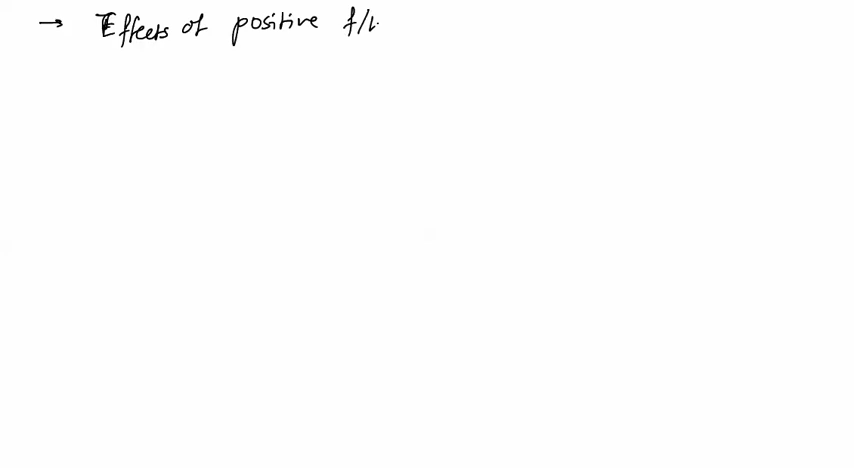 → Effects of positive f/